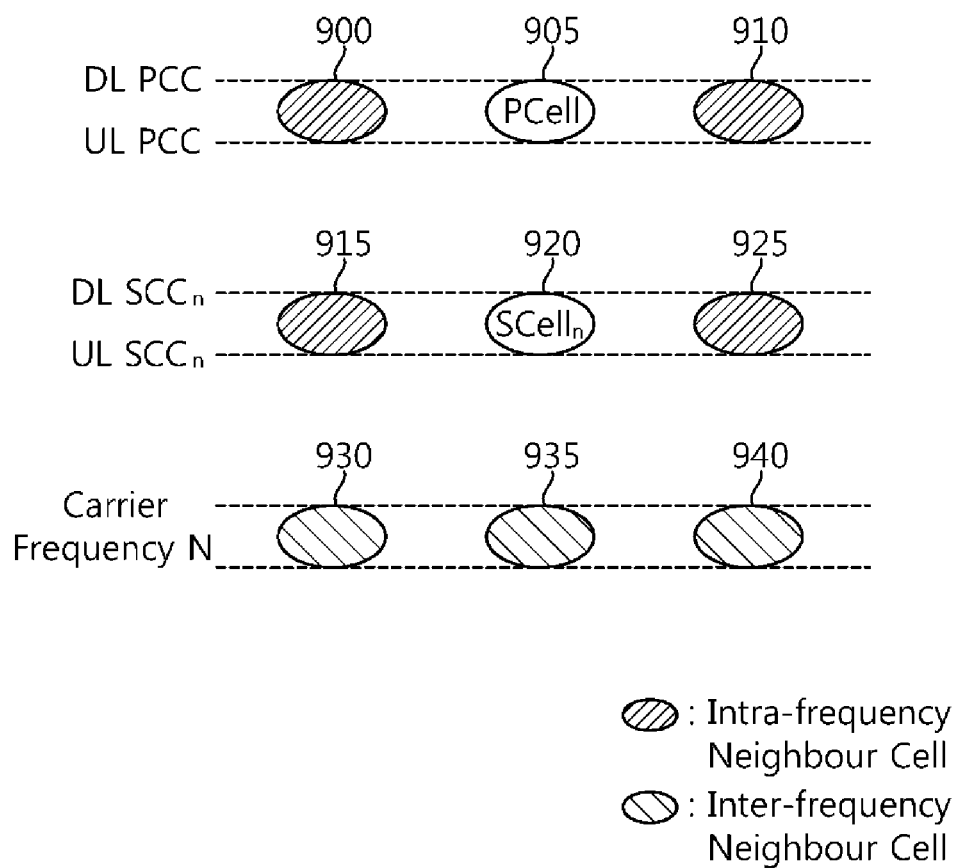 900 905 910
DL PCC
PCell
UL PCC
915 920 925
DL SCCn
SCelln
UL SCCn
930 935 940
Carrier
Frequency N
: Intra-frequency
Neighbour Cell
: Inter-frequency
Neighbour Cell